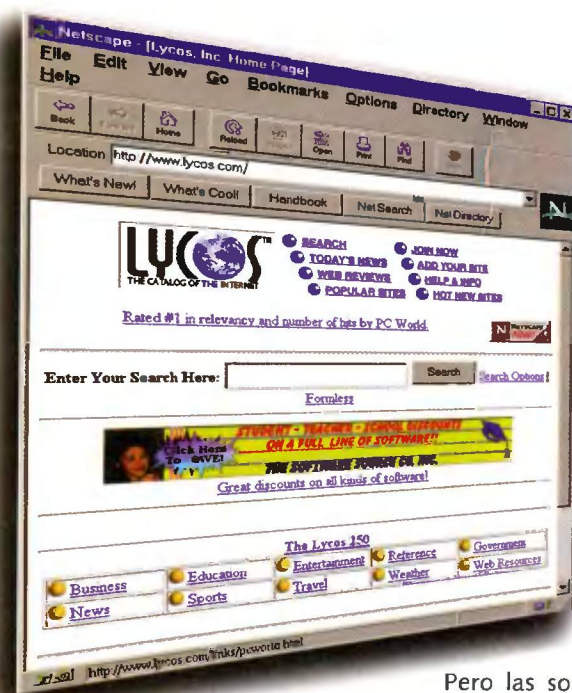 Netscape - [Lycos, Inc. Home Page]
File Edit View Go Bookmarks Options Directory Window
Help
Back Home Reload Open Print Find
Location http://www.lycos.com/
What's New! What's Cool! Handbook Net Search Net Directory
N
LYCOS™
THE CATALOG OF THE INTERNET
SEARCH JOIN NOW
TODAY'S NEWS ADD YOUR SITE
WEB REVIEWS HELP & INFO
POPULAR SITES HOT NEW SITES
Rated #1 in relevancy and number of hits by PC World.
NETSCAPE
Enter Your Search Here: Search Search Options!
Formless
Click Here To SAVE!
STUDENT - TEACHER - SCHOOL DISCOUNTS
ON A FULL LINE OF SOFTWARE!!
THE SOFTWARE SOURCE CO. INC.
Great discounts on all kinds of software!
The Lycos 250
Business Education Entertainment Reference Government
News Sports Travel Weather Web Resources
http://www.lycos.com/links/pcworld.html
Pero las so